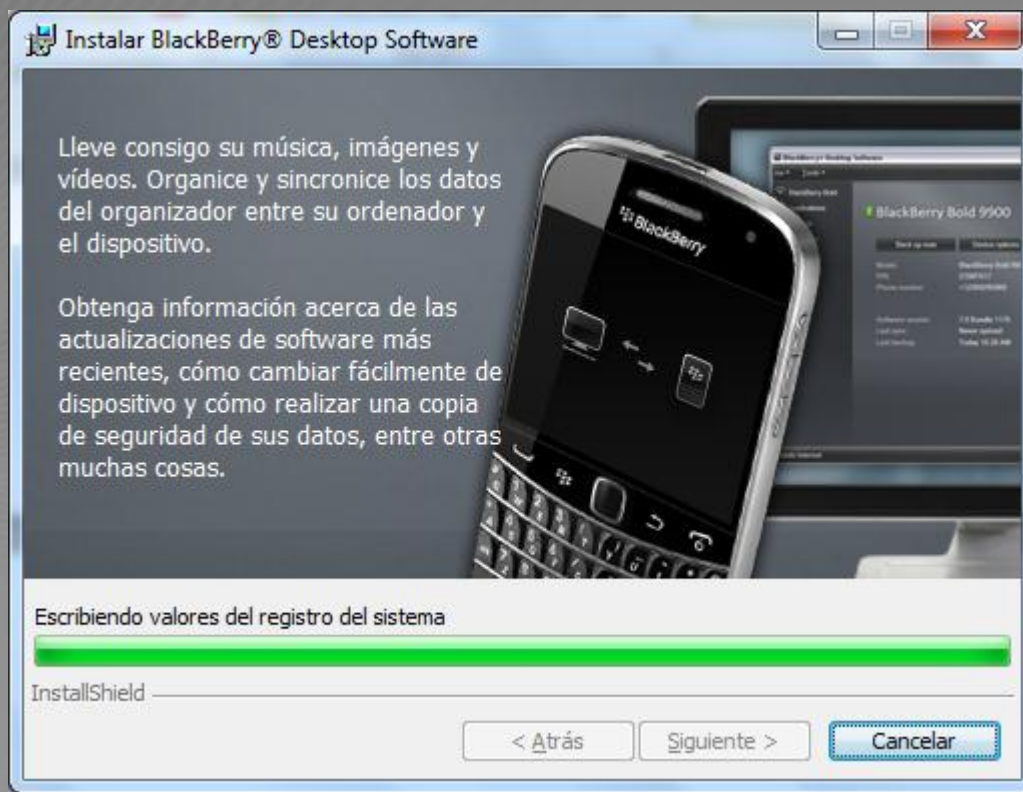 Instalar BlackBerry® Desktop Software
Lleve consigo su música, imágenes y
vídeos. Organice y sincronice los datos
del organizador entre su ordenador y
el dispositivo.
Obtenga información acerca de las
actualizaciones de software más
recientes, cómo cambiar fácilmente de
dispositivo y cómo realizar una copia
de seguridad de sus datos, entre otras
muchas cosas.
BlackBerry
BlackBerry Bold 9900
Escribiendo valores del registro del sistema
InstallShield
< Atrás
Siguiente >
Cancelar